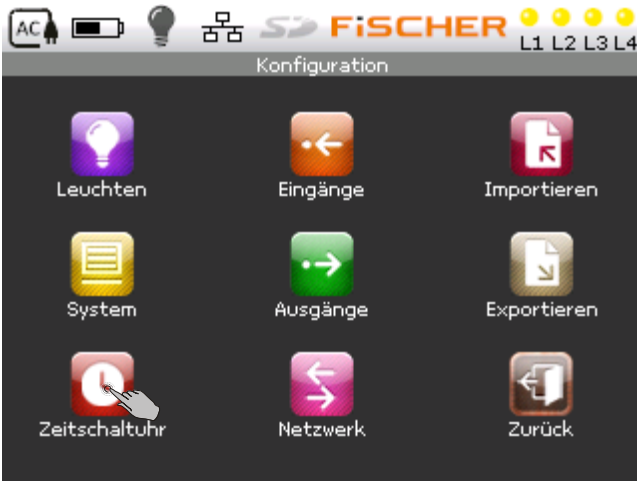 AC
SD
FiSCHER
L1 L2 L3 L4
Konfiguration
Leuchten
Eingänge
Importieren
System
Ausgänge
Exportieren
Zeitschaltuhr
Netzwerk
Zurück